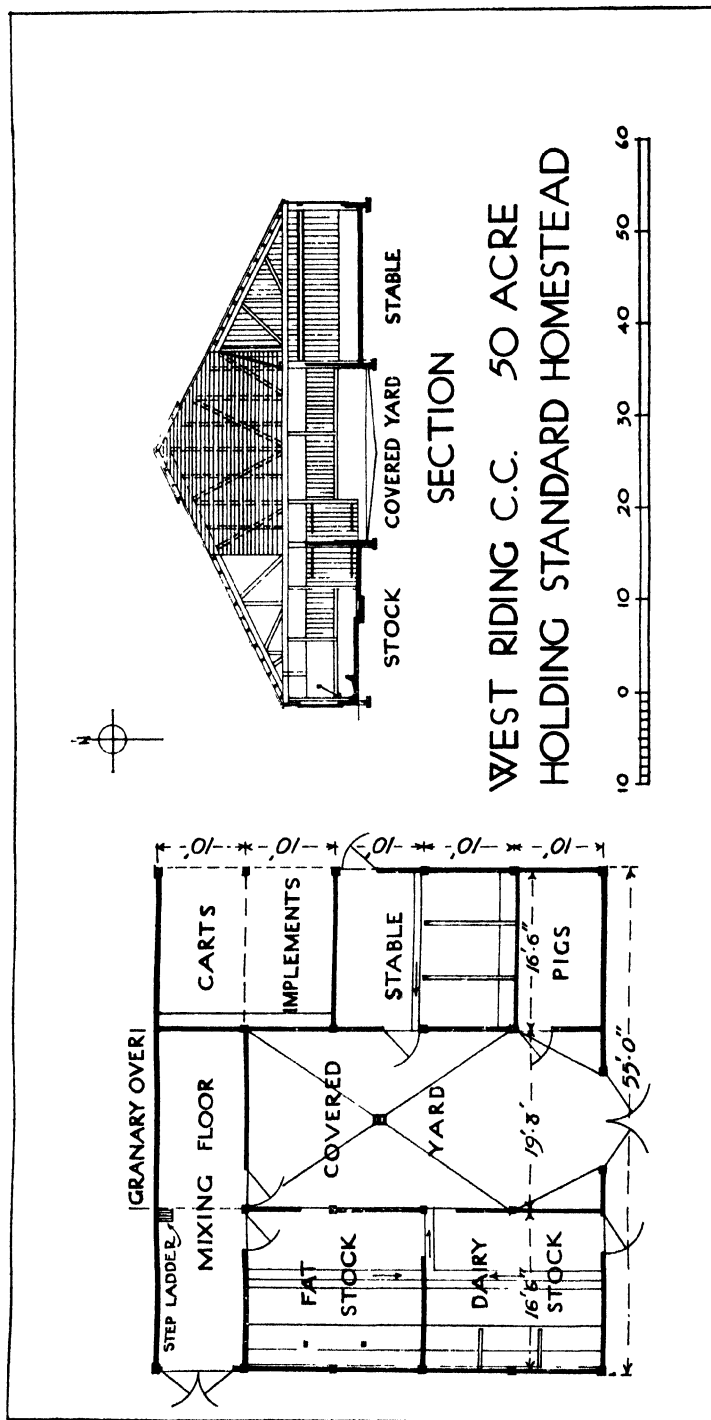 GRANARY OVER
STEP LADDER
MIXING FLOOR
CARTS
IMPLEMENTS
FAT
STOCK
COVERED
YARD
STABLE
DAIRY
STOCK
PIGS
16'·6"
19'·8'
16'·6"
55'·0"
10'
10'
10'
10'
10'
N
STOCK
COVERED YARD
STABLE
SECTION
WEST RIDING C.C. 50 ACRE
HOLDING STANDARD HOMESTEAD
10 0 10 20 30 40 50 60